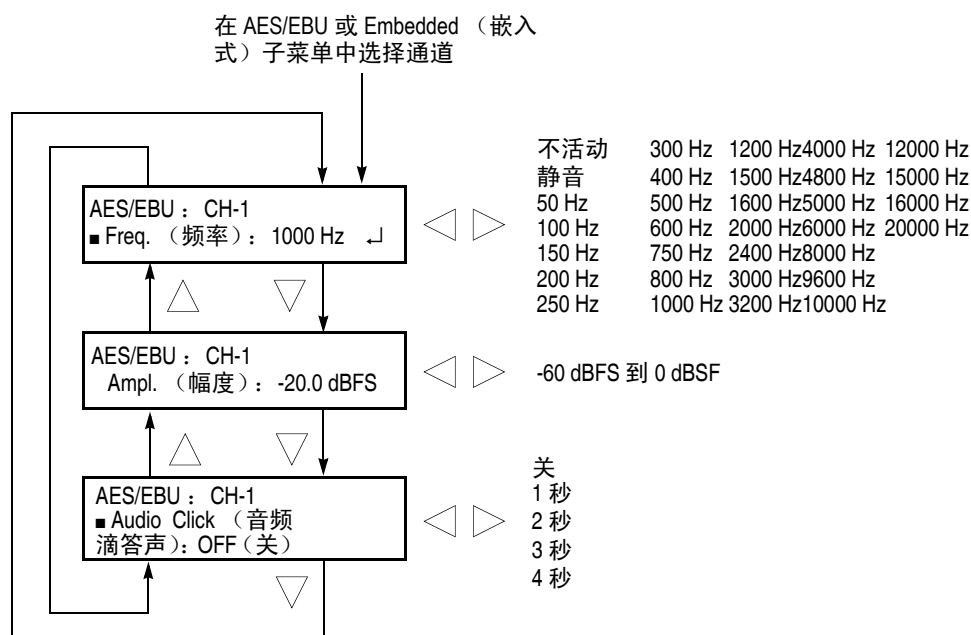 在 AES/EBU 或 Embedded （嵌入
式）子菜单中选择通道
AES/EBU： CH-1
■ Freq. （频率）：1000 Hz ↵
不活动 300 Hz 1200 Hz4000 Hz 12000 Hz
静音 400 Hz 1500 Hz4800 Hz 15000 Hz
50 Hz 500 Hz 1600 Hz5000 Hz 16000 Hz
100 Hz 600 Hz 2000 Hz6000 Hz 20000 Hz
150 Hz 750 Hz 2400 Hz8000 Hz
200 Hz 800 Hz 3000 Hz9600 Hz
250 Hz 1000 Hz 3200 Hz10000 Hz
AES/EBU： CH-1
Ampl. （幅度）：-20.0 dBFS
-60 dBFS 到 0 dBSF
AES/EBU： CH-1
■ Audio Click （音频
滴答声）：OFF（关）
关
1 秒
2 秒
3 秒
4 秒